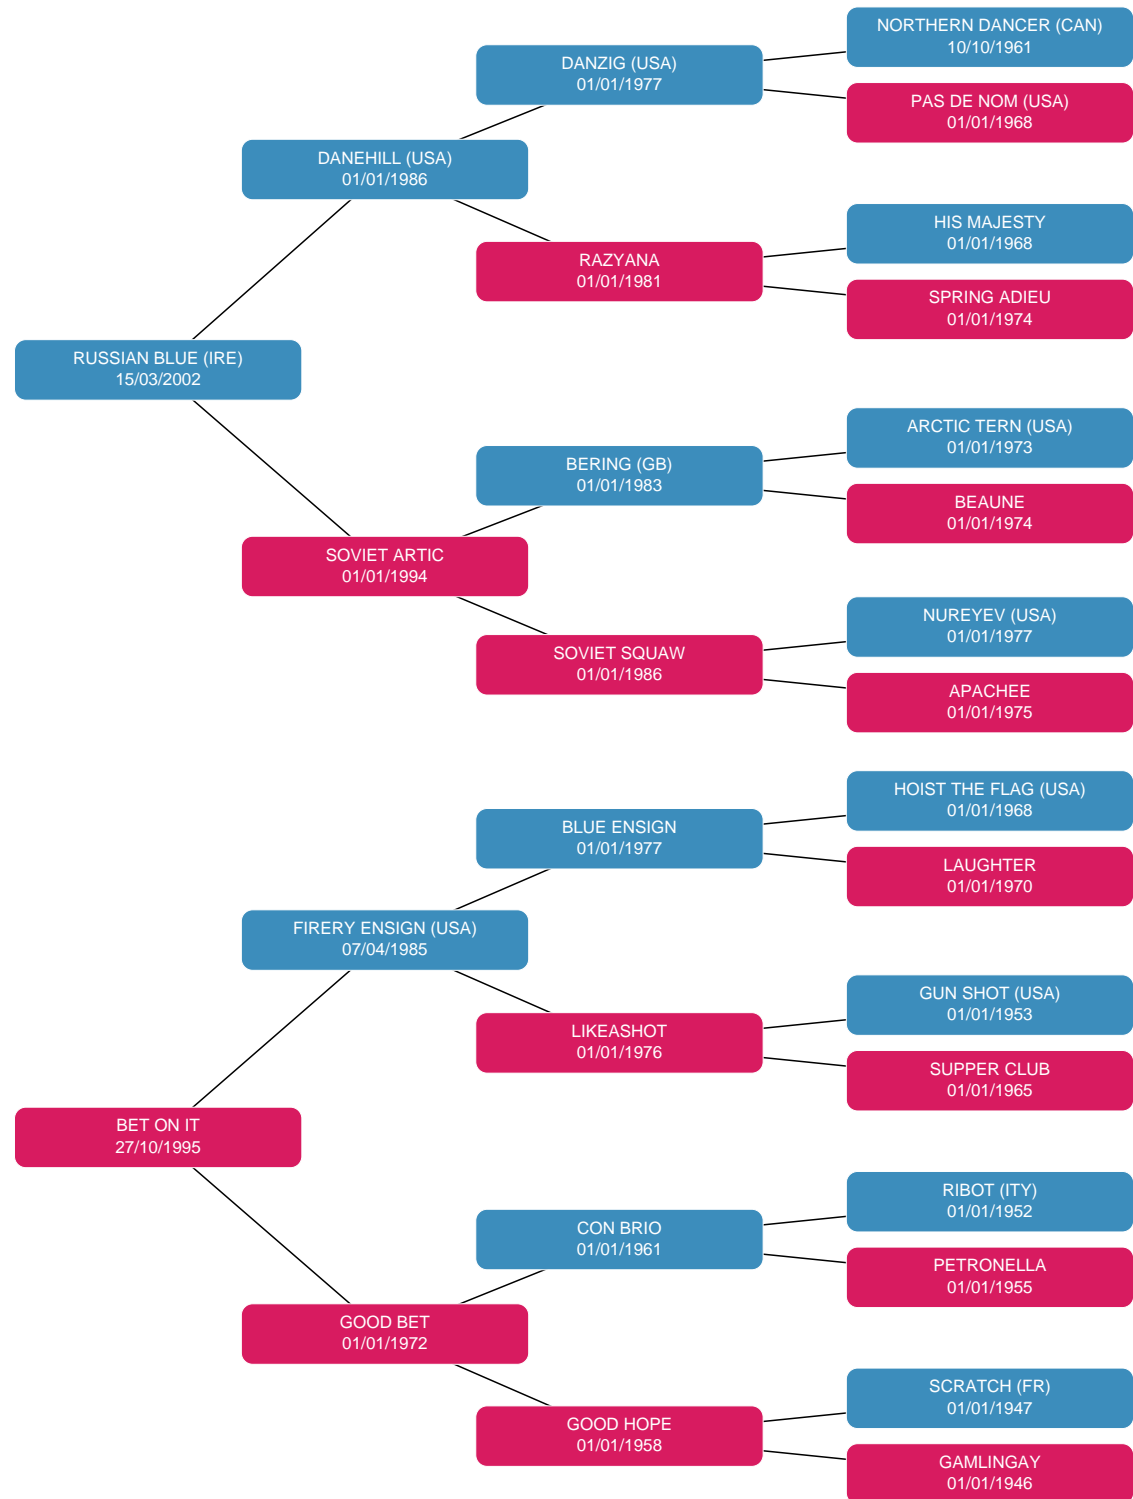 NORTHERN DANCER (CAN)
10/10/1961
DANZIG (USA)
01/01/1977
PAS DE NOM (USA)
01/01/1968
DANEHILL (USA)
01/01/1986
HIS MAJESTY
01/01/1968
RAZYANA
01/01/1981
SPRING ADIEU
01/01/1974
RUSSIAN BLUE (IRE)
15/03/2002
ARCTIC TERN (USA)
01/01/1973
BERING (GB)
01/01/1983
BEAUNE
01/01/1974
SOVIET ARTIC
01/01/1994
NUREYEV (USA)
01/01/1977
SOVIET SQUAW
01/01/1986
APACHEE
01/01/1975
HOIST THE FLAG (USA)
01/01/1968
BLUE ENSIGN
01/01/1977
LAUGHTER
01/01/1970
FIRERY ENSIGN (USA)
07/04/1985
GUN SHOT (USA)
01/01/1953
LIKEASHOT
01/01/1976
SUPPER CLUB
01/01/1965
BET ON IT
27/10/1995
RIBOT (ITY)
01/01/1952
CON BRIO
01/01/1961
PETRONELLA
01/01/1955
GOOD BET
01/01/1972
SCRATCH (FR)
01/01/1947
GOOD HOPE
01/01/1958
GAMLINGAY
01/01/1946